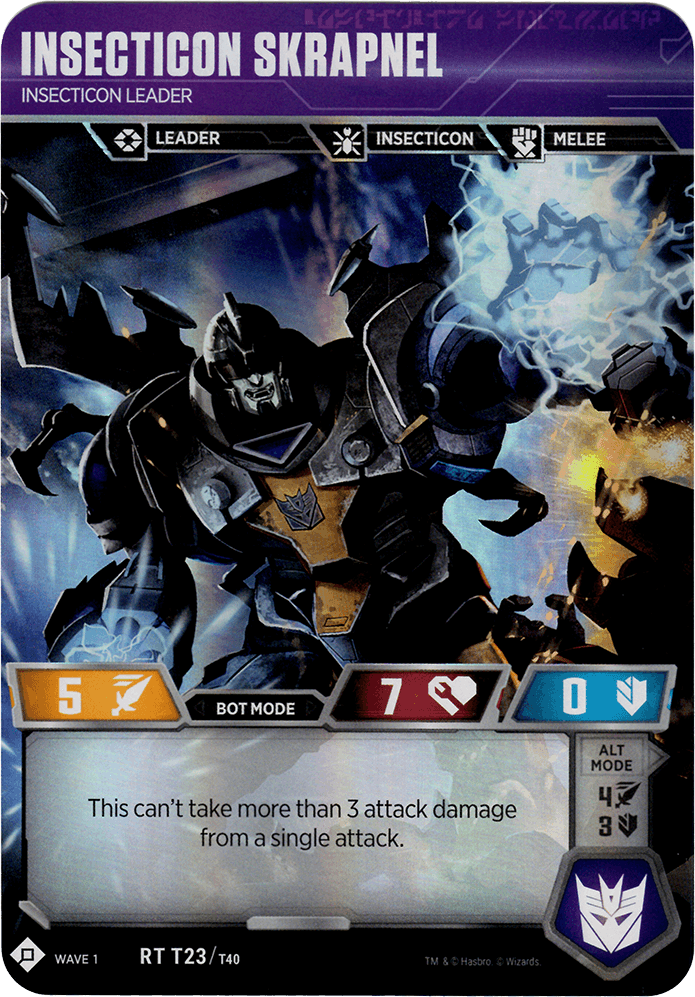 INSECTICON SKRAPNEL
INSECTICON LEADER
LEADER INSECTICON MELEE
5 BOT MODE 7 0
This can't take more than 3 attack damage
from a single attack.
ALT
MODE
4
3
WAVE 1 RT T23/T40 TM & © Hasbro. © Wizards.